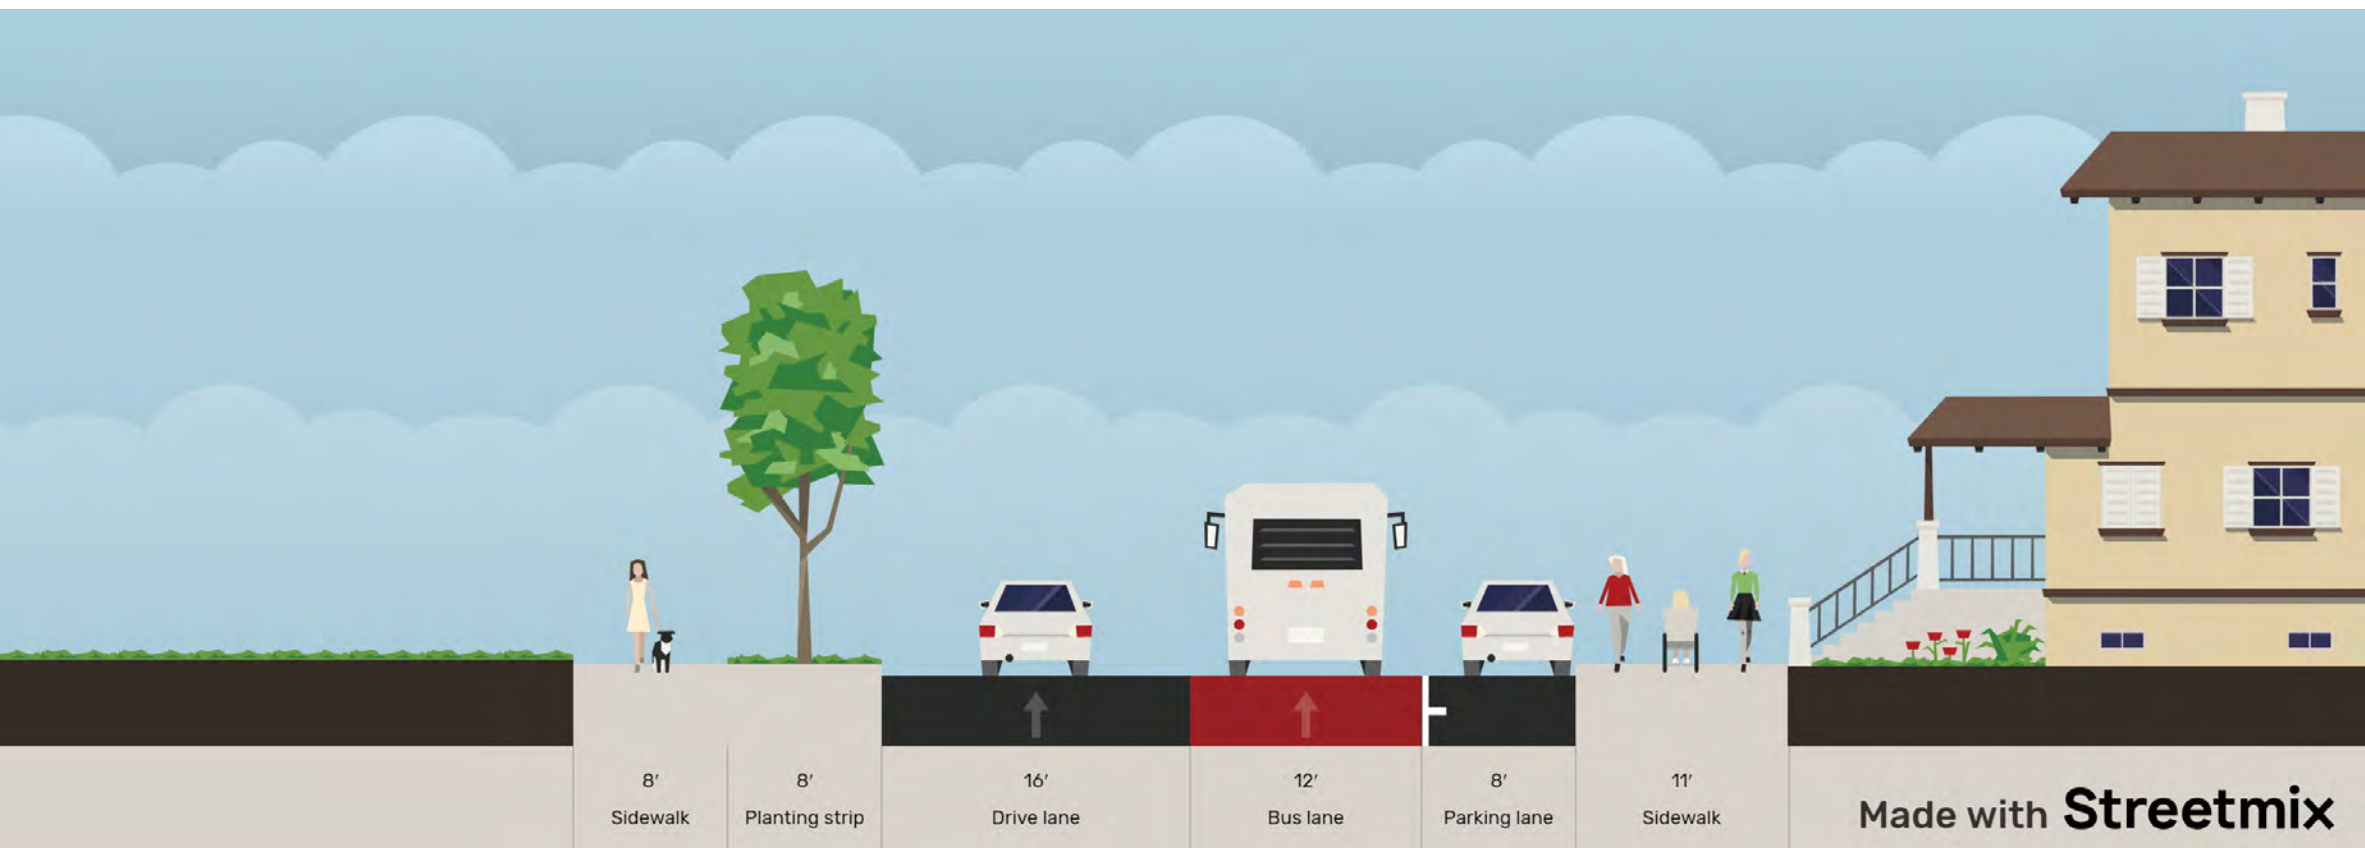 8′
Sidewalk
8′
Planting strip
16′
Drive lane
12′
Bus lane
8′
Parking lane
11′
Sidewalk
Made with Streetmix